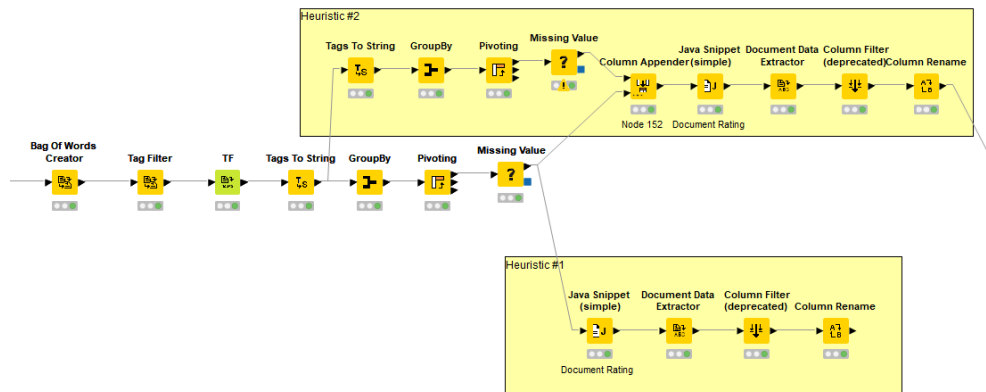 Heuristic #2
Tags To String
GroupBy
Pivoting
Missing Value
Column Appender
Java Snippet
(simple)
Document Data
Extractor
Column Filter
(deprecated)
Column Rename
Node 152
Document Rating
Bag Of Words
Creator
Tag Filter
TF
Tags To String
GroupBy
Pivoting
Missing Value
Heuristic #1
Java Snippet
(simple)
Document Data
Extractor
Column Filter
(deprecated)
Column Rename
Document Rating